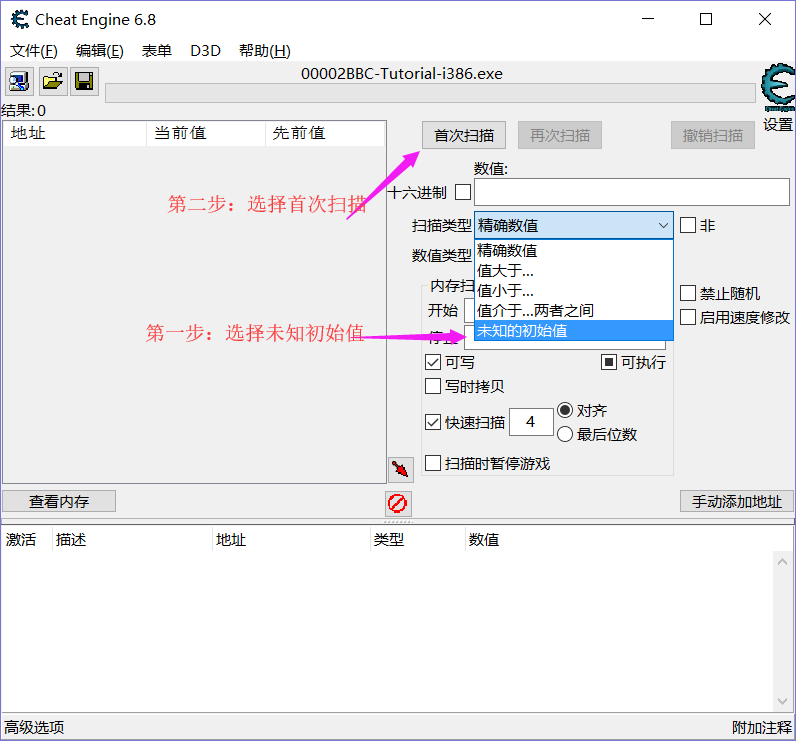 Cheat Engine 6.8
文件(F) 编辑(E) 表单 D3D 帮助(H)
00002BBC-Tutorial-i386.exe
结果:0
设置
地址 当前值 先前值
首次扫描 再次扫描 撤销扫描
数值:
十六进制
第二步：选择首次扫描
扫描类型 精确数值 非
数值类型
精确数值
值大于...
值小于...
值介于...两者之间
未知的初始值
内存扫
开始
停止
禁止随机
启用速度修改
第一步：选择未知初始值
可写 可执行
写时拷贝
快速扫描 4 对齐
最后位数
扫描时暂停游戏
查看内存 手动添加地址
激活 描述 地址 类型 数值
高级选项 附加注释